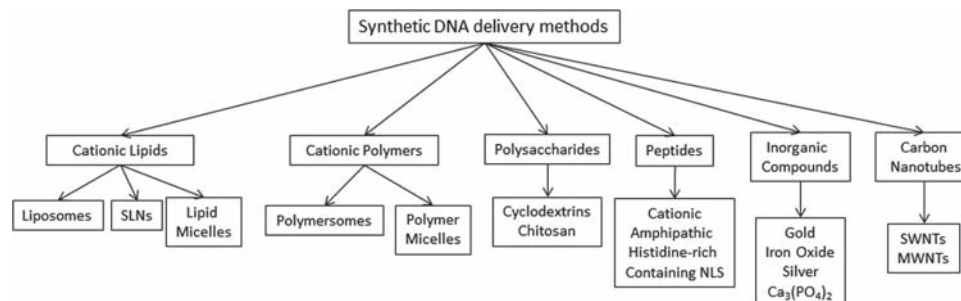 Synthetic DNA delivery methods
Cationic Lipids
Cationic Polymers
Polysaccharides
Peptides
Inorganic
Compounds
Carbon
Nanotubes
Liposomes
SLNs
Lipid
Micelles
Polymersomes
Polymer
Micelles
Cyclodextrins
Chitosan
Cationic
Amphipathic
Histidine-rich
Containing NLS
Gold
Iron Oxide
Silver
Ca₃(PO₄)₂
SWNTs
MWNTs